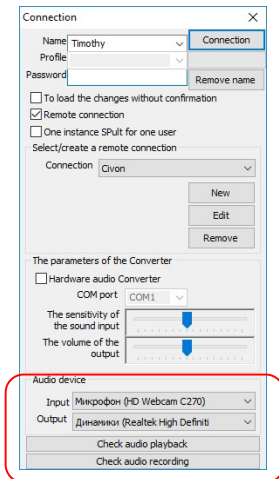 Connection
Name Timothy Connection
Profile
Password Remove name
To load the changes without confirmation
Remote connection
One instance SPult for one user
Select/create a remote connection
Connection Civon
New
Edit
Remove
The parameters of the Converter
Hardware audio Converter
COM port COM1
The sensitivity of
the sound input
The volume of the
output
Audio device
Input Микрофон (HD Webcam C270)
Output Динамики (Realtek High Definiti
Check audio playback
Check audio recording